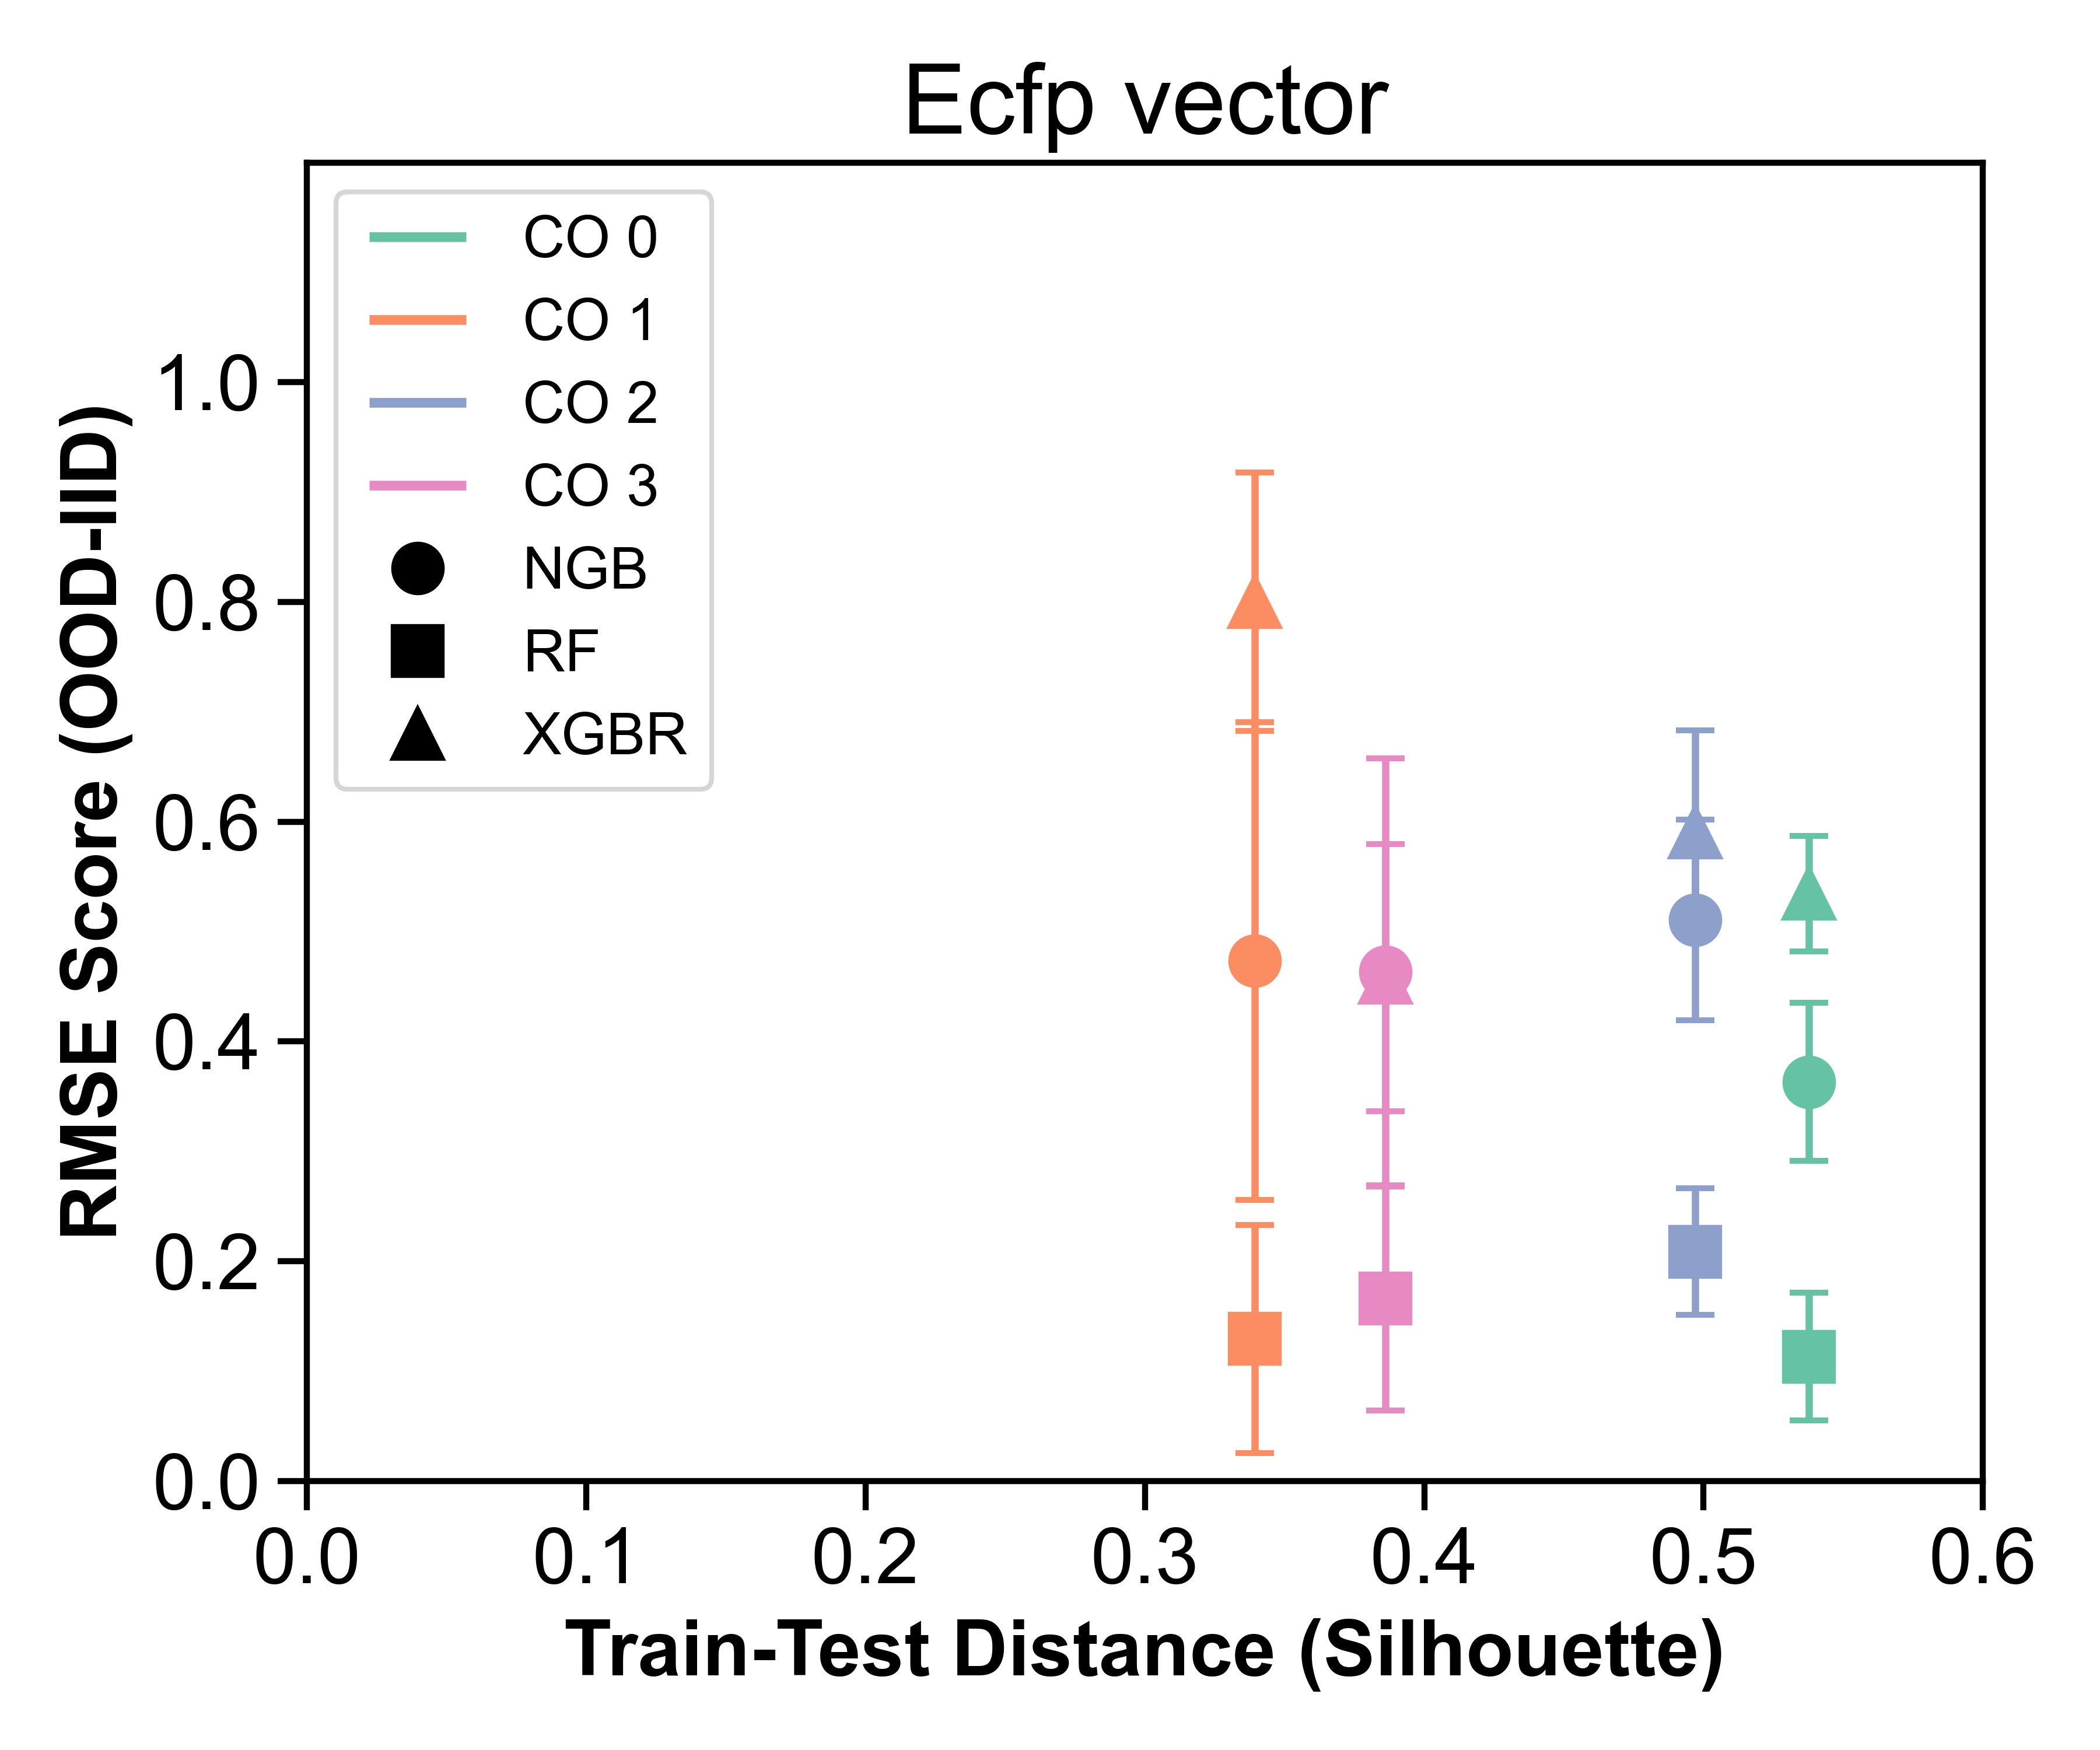 Ecfp vector
CO 0
CO 1
CO 2
CO 3
NGB
RF
XGBR
RMSE Score (OOD-IID)
1.0
0.8
0.6
0.4
0.2
0.0
0.0 0.1 0.2 0.3 0.4 0.5 0.6
Train-Test Distance (Silhouette)